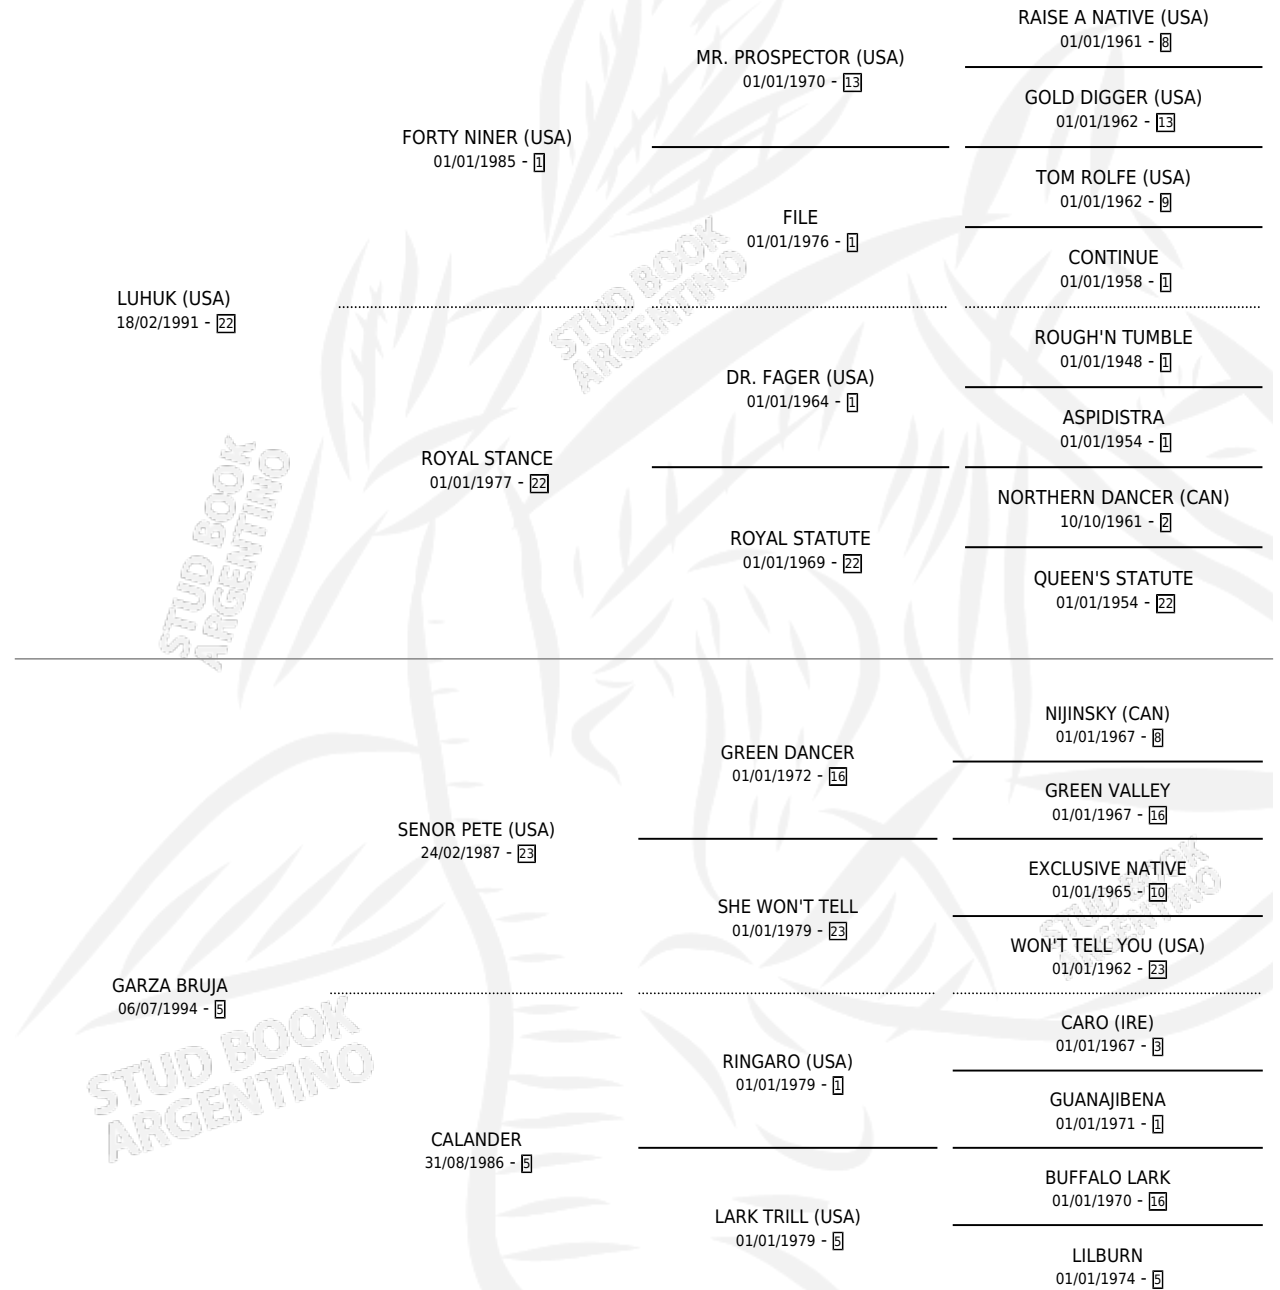 RAISE A NATIVE (USA)
01/01/1961 - 8
MR. PROSPECTOR (USA)
01/01/1970 - 13
GOLD DIGGER (USA)
01/01/1962 - 13
FORTY NINER (USA)
01/01/1985 - 1
TOM ROLFE (USA)
01/01/1962 - 9
FILE
01/01/1976 - 1
CONTINUE
01/01/1958 - 1
LUHUK (USA)
18/02/1991 - 22
ROUGH'N TUMBLE
01/01/1948 - 1
DR. FAGER (USA)
01/01/1964 - 1
ASPIDISTRA
01/01/1954 - 1
ROYAL STANCE
01/01/1977 - 22
NORTHERN DANCER (CAN)
10/10/1961 - 2
ROYAL STATUTE
01/01/1969 - 22
QUEEN'S STATUTE
01/01/1954 - 22
NIJINSKY (CAN)
01/01/1967 - 8
GREEN DANCER
01/01/1972 - 16
GREEN VALLEY
01/01/1967 - 16
SENOR PETE (USA)
24/02/1987 - 23
EXCLUSIVE NATIVE
01/01/1965 - 10
SHE WON'T TELL
01/01/1979 - 23
WON'T TELL YOU (USA)
01/01/1962 - 23
GARZA BRUJA
06/07/1994 - 5
CARO (IRE)
01/01/1967 - 3
RINGARO (USA)
01/01/1979 - 1
GUANAJIBENA
01/01/1971 - 1
CALANDER
31/08/1986 - 5
BUFFALO LARK
01/01/1970 - 16
LARK TRILL (USA)
01/01/1979 - 5
LILBURN
01/01/1974 - 5
STUD BOOK
ARGENTINO
STUD BOOK
ARGENTINO
STUD BOOK
ARGENTINO
STUD BOOK
ARGENTINO